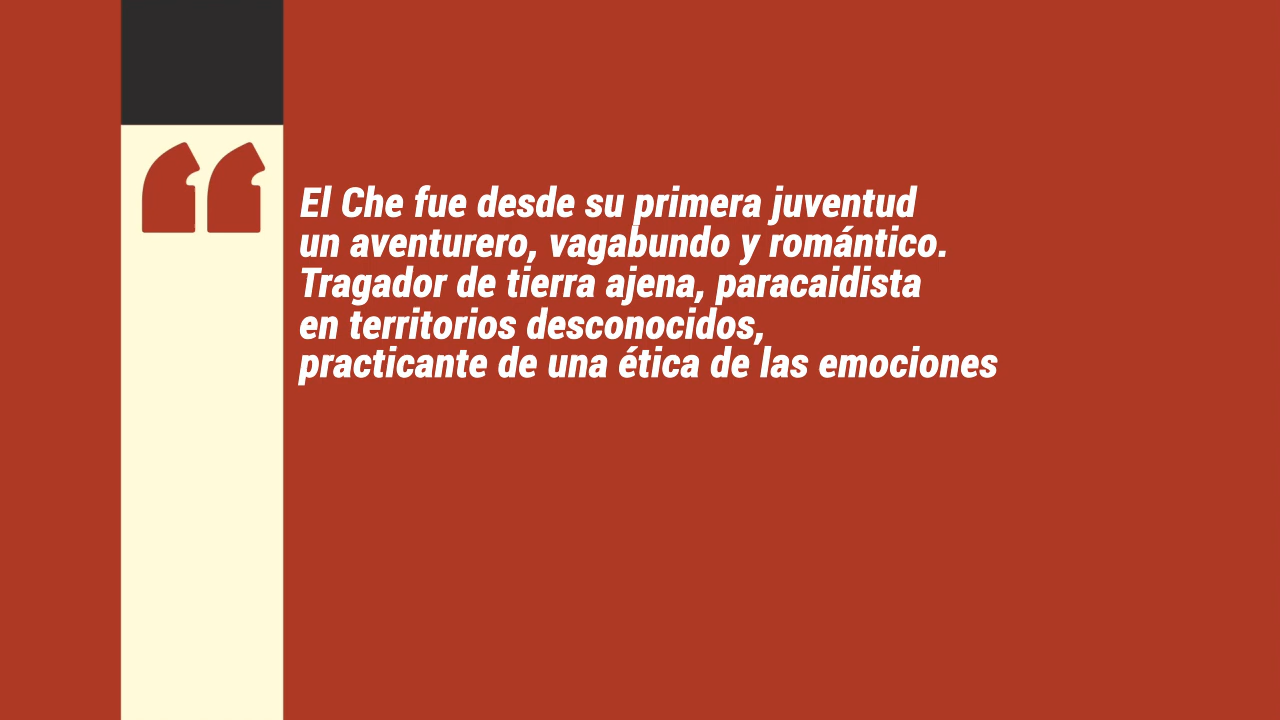 El Che fue desde su primera juventud
un aventurero, vagabundo y romántico.
Tragador de tierra ajena, paracaidista
en territorios desconocidos,
practicante de una ética de las emociones